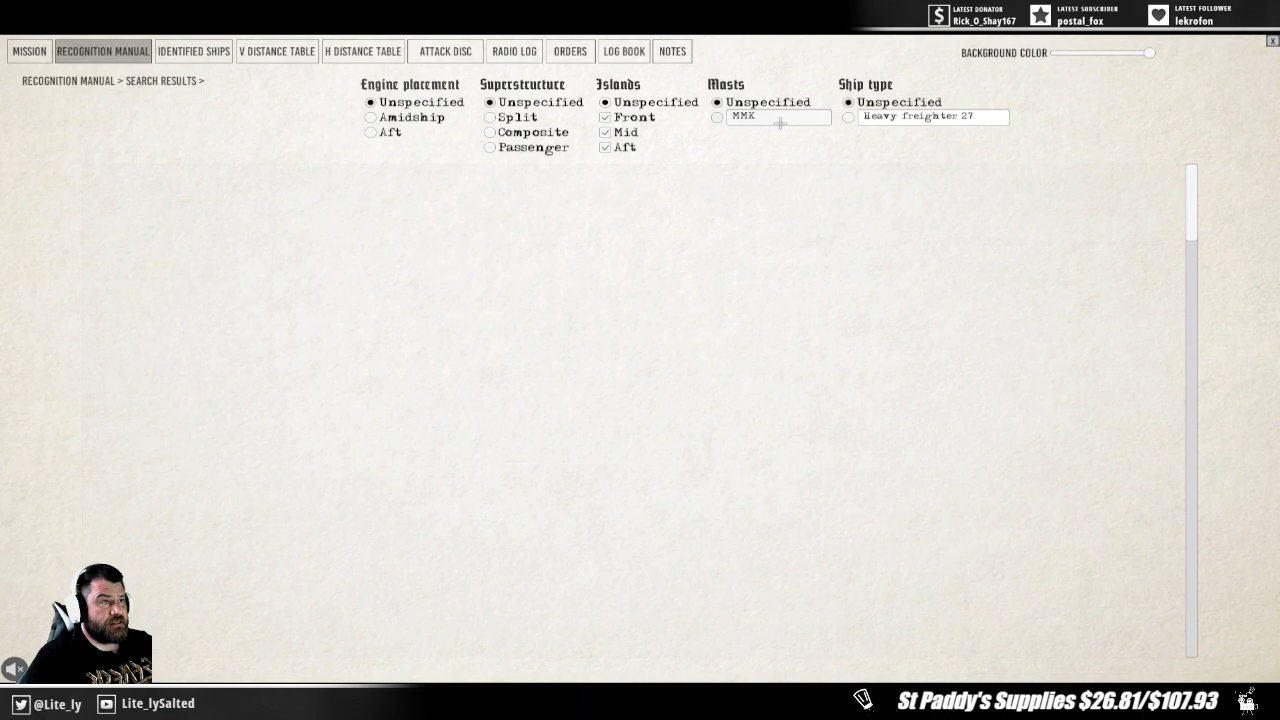 LATEST DONATOR
Rick_O_Shay167
LATEST SUBSCRIBER
postal_fox
LATEST FOLLOWER
lekrofon
MISSION
RECOGNITION MANUAL
IDENTIFIED SHIPS
V DISTANCE TABLE
H DISTANCE TABLE
ATTACK DISC
RADIO LOG
ORDERS
LOG BOOK
NOTES
BACKGROUND COLOR
X
RECOGNITION MANUAL > SEARCH RESULTS >
Engine placement
Unspecified
Amidship
Aft
Superstructure
Unspecified
Split
Composite
Passenger
Islands
Unspecified
Front
Mid
Aft
Masts
Unspecified
MMK
Ship type
Unspecified
Heavy freighter 27
@Lite_ly
Lite_lySalted
St Paddy's Supplies $26.81/$107.93